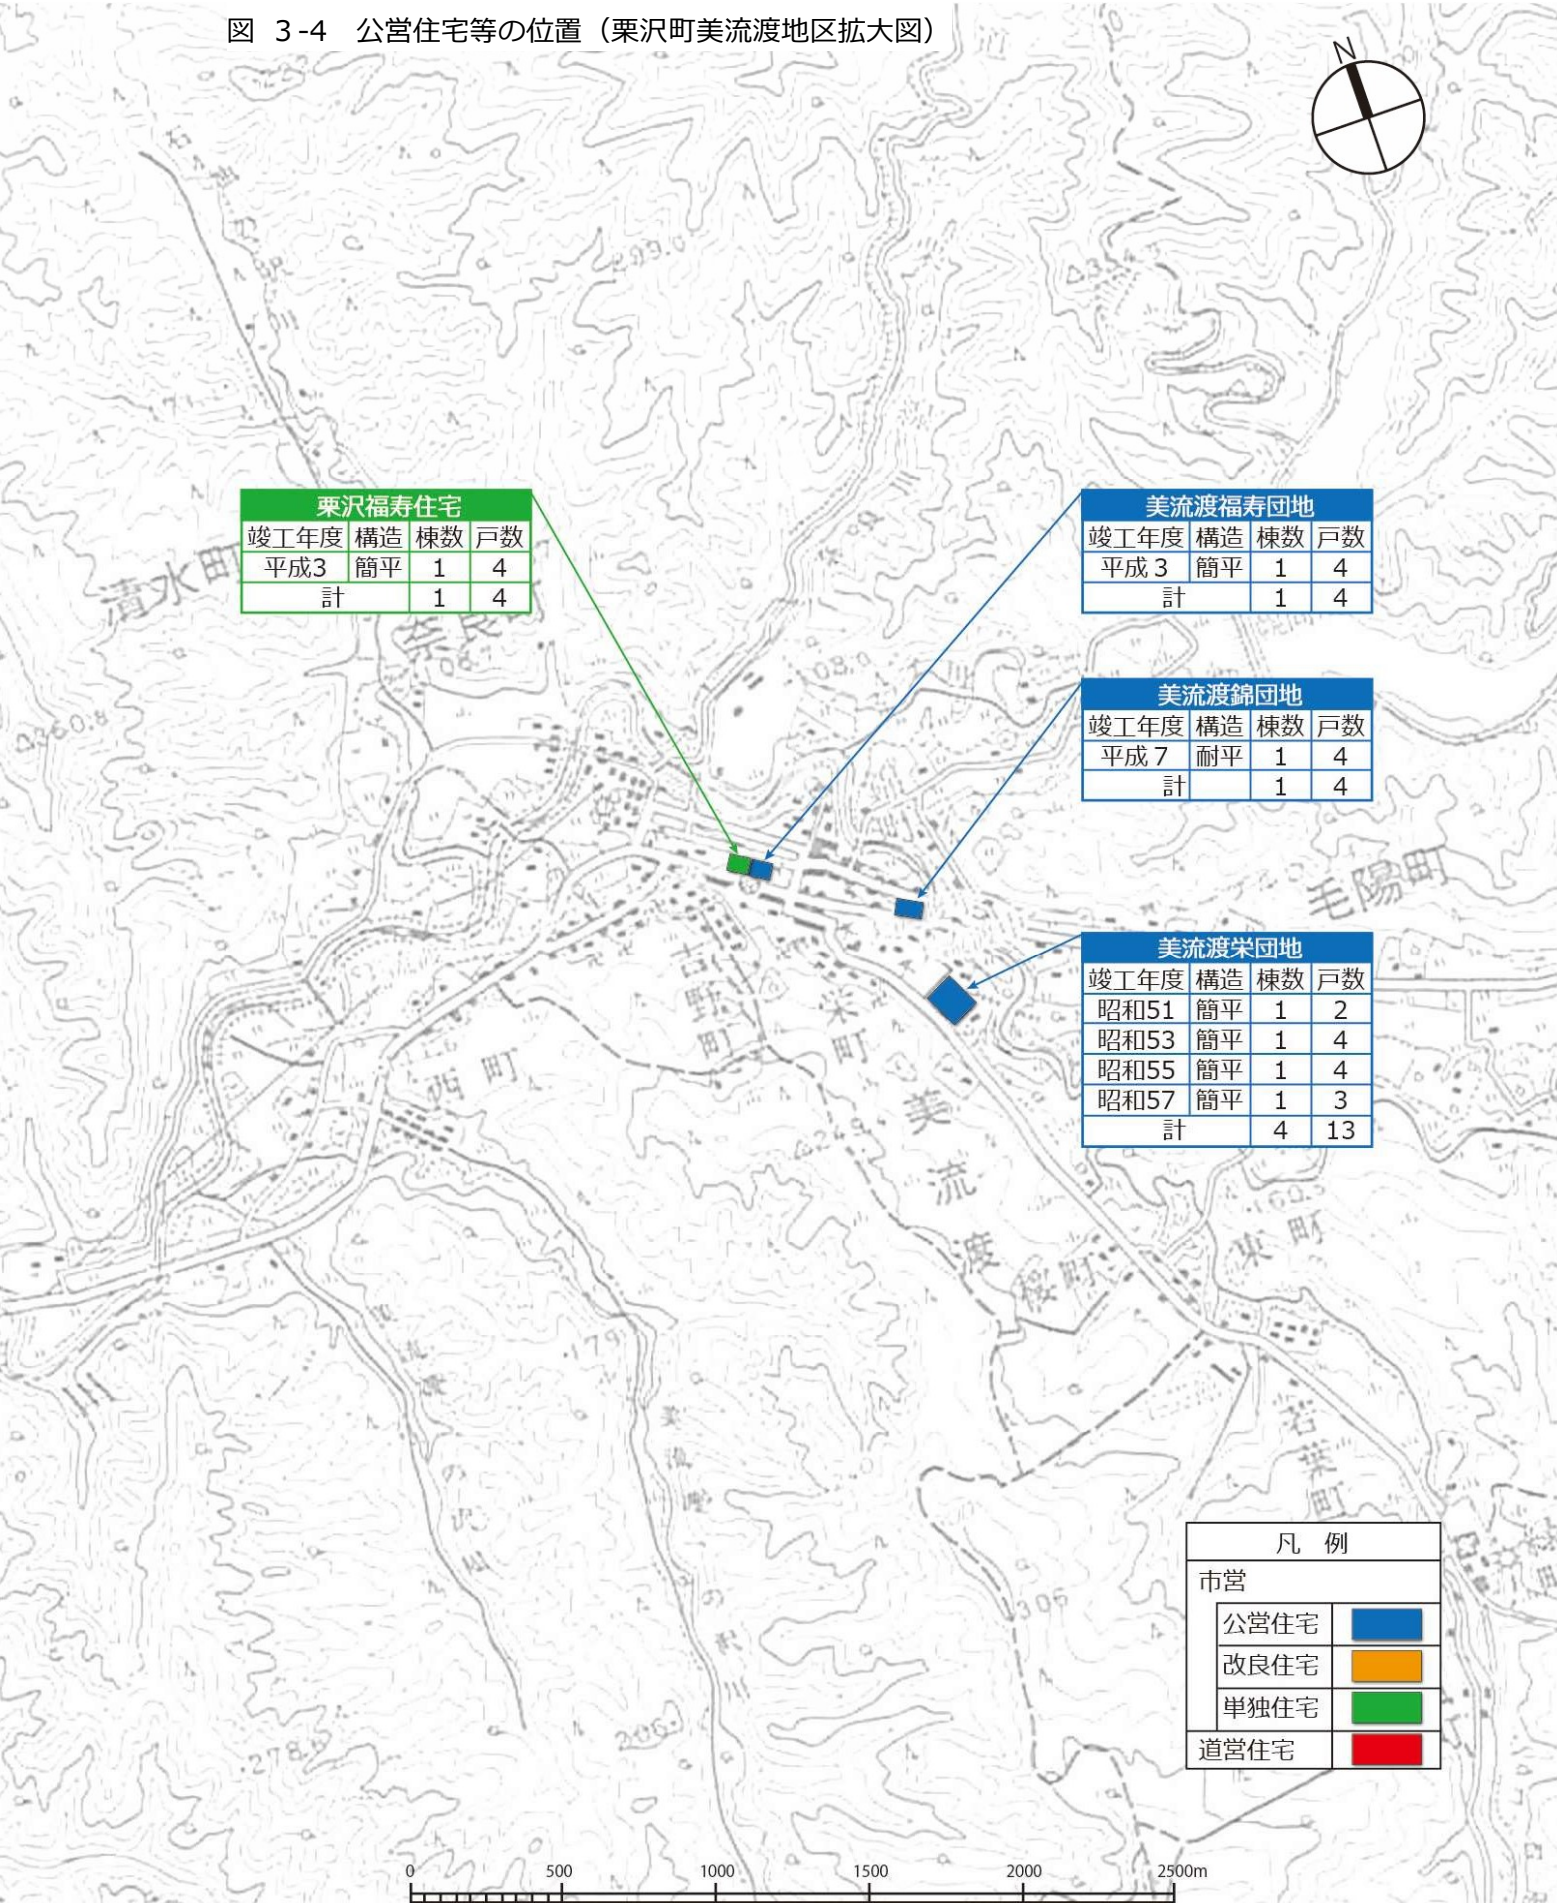 図 3-4 公営住宅等の位置（栗沢町美流渡地区拡大図）
N
栗沢福寿住宅
竣工年度 構造 棟数 戸数
平成3 簡平 1 4
計 1 4
美流渡福寿団地
竣工年度 構造 棟数 戸数
平成３ 簡平 1 4
計 1 4
美流渡錦団地
竣工年度 構造 棟数 戸数
平成７ 耐平 1 4
計 1 4
美流渡栄団地
竣工年度 構造 棟数 戸数
昭和51 簡平 1 2
昭和53 簡平 1 4
昭和55 簡平 1 4
昭和57 簡平 1 3
計 4 13
清水町
毛陽町
西町
栄町
美流渡
桜町
東町
若葉町
293.0
306
凡 例
市営
公営住宅
改良住宅
単独住宅
道営住宅
0 500 1000 1500 2000 2500m